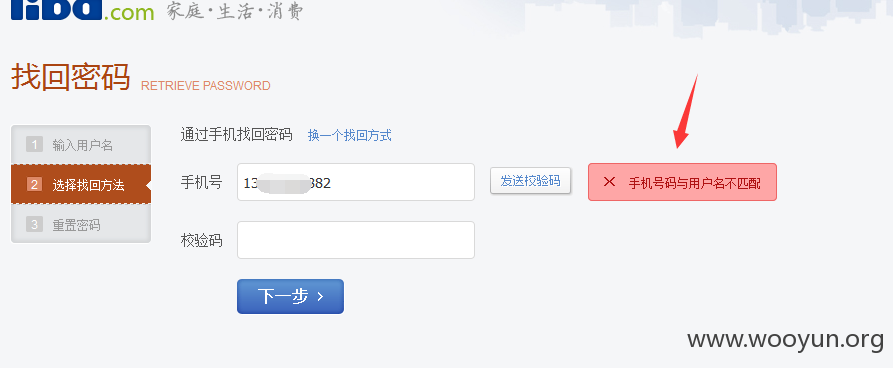 liba.com 家庭·生活·消费
找回密码 RETRIEVE PASSWORD
1 输入用户名
2 选择找回方法
3 重置密码
通过手机找回密码 换一个找回方式
手机号 13 882 发送校验码 × 手机号码与用户名不匹配
校验码
下一步 ›
www.wooyun.org